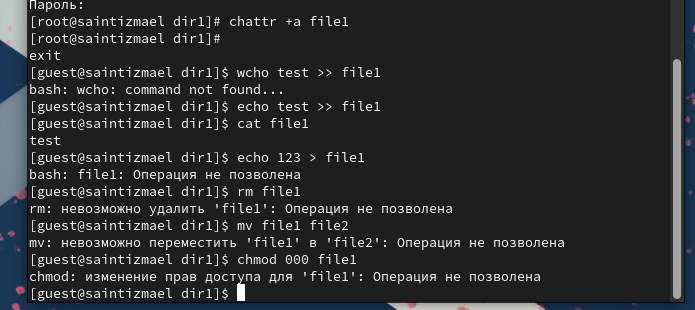 Пароль:
[root@saintizmael dir1]# chattr +a file1
[root@saintizmael dir1]#
exit
[guest@saintizmael dir1]$ wcho test >> file1
bash: wcho: command not found...
[guest@saintizmael dir1]$ echo test >> file1
[guest@saintizmael dir1]$ cat file1
test
[guest@saintizmael dir1]$ echo 123 > file1
bash: file1: Операция не позволена
[guest@saintizmael dir1]$ rm file1
rm: невозможно удалить 'file1': Операция не позволена
[guest@saintizmael dir1]$ mv file1 file2
mv: невозможно переместить 'file1' в 'file2': Операция не позволена
[guest@saintizmael dir1]$ chmod 000 file1
chmod: изменение прав доступа для 'file1': Операция не позволена
[guest@saintizmael dir1]$